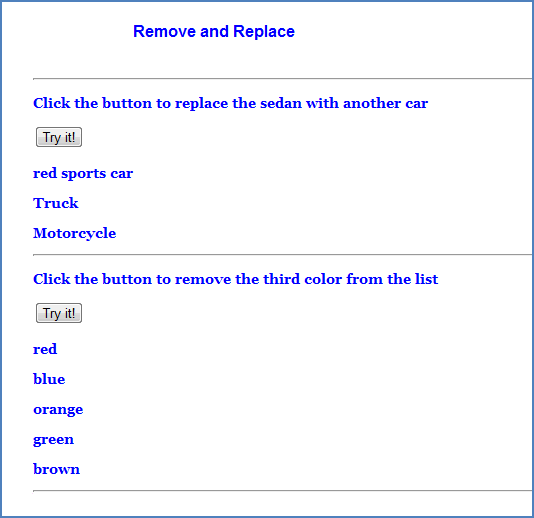 Remove and Replace
Click the button to replace the sedan with another car
Try it!
red sports car
Truck
Motorcycle
Click the button to remove the third color from the list
Try it!
red
blue
orange
green
brown